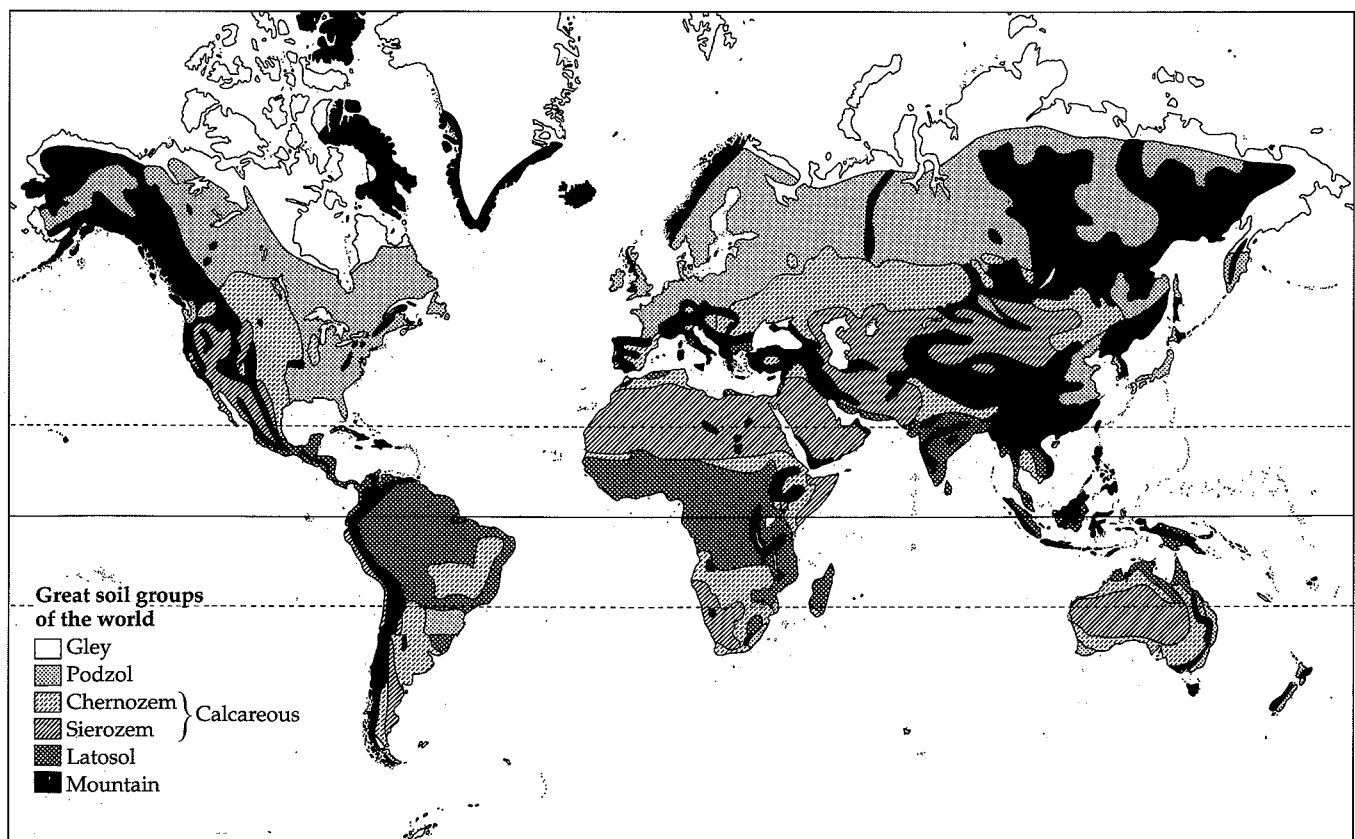 Great soil groups
of the world
Gley
Podzol
Chernozem
Sierozem
Calcareous
Latosol
Mountain